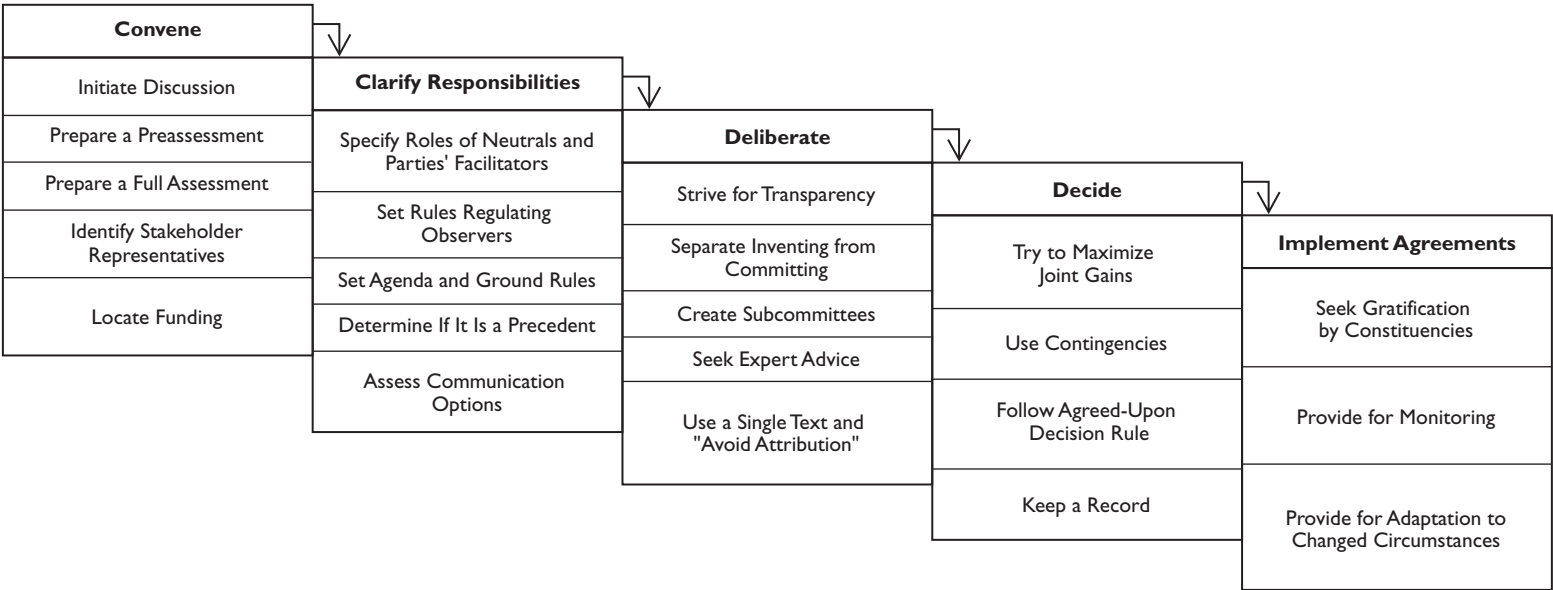 Convene
Initiate Discussion
Prepare a Preassessment
Prepare a Full Assessment
Identify Stakeholder
Representatives
Locate Funding
Clarify Responsibilities
Specify Roles of Neutrals and
Parties' Facilitators
Set Rules Regulating
Observers
Set Agenda and Ground Rules
Determine If It Is a Precedent
Assess Communication
Options
Deliberate
Strive for Transparency
Separate Inventing from
Committing
Create Subcommittees
Seek Expert Advice
Use a Single Text and
"Avoid Attribution"
Decide
Try to Maximize
Joint Gains
Use Contingencies
Follow Agreed-Upon
Decision Rule
Keep a Record
Implement Agreements
Seek Gratification
by Constituencies
Provide for Monitoring
Provide for Adaptation to
Changed Circumstances